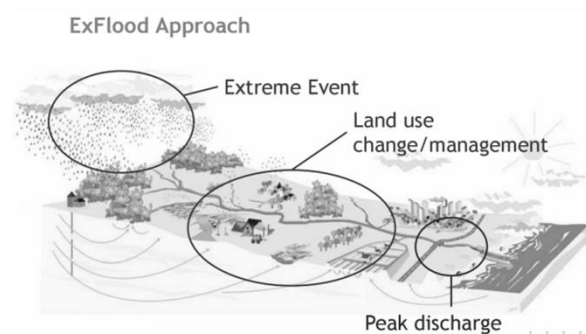 ExFlood Approach
Extreme Event
Land use
change/management
Peak discharge